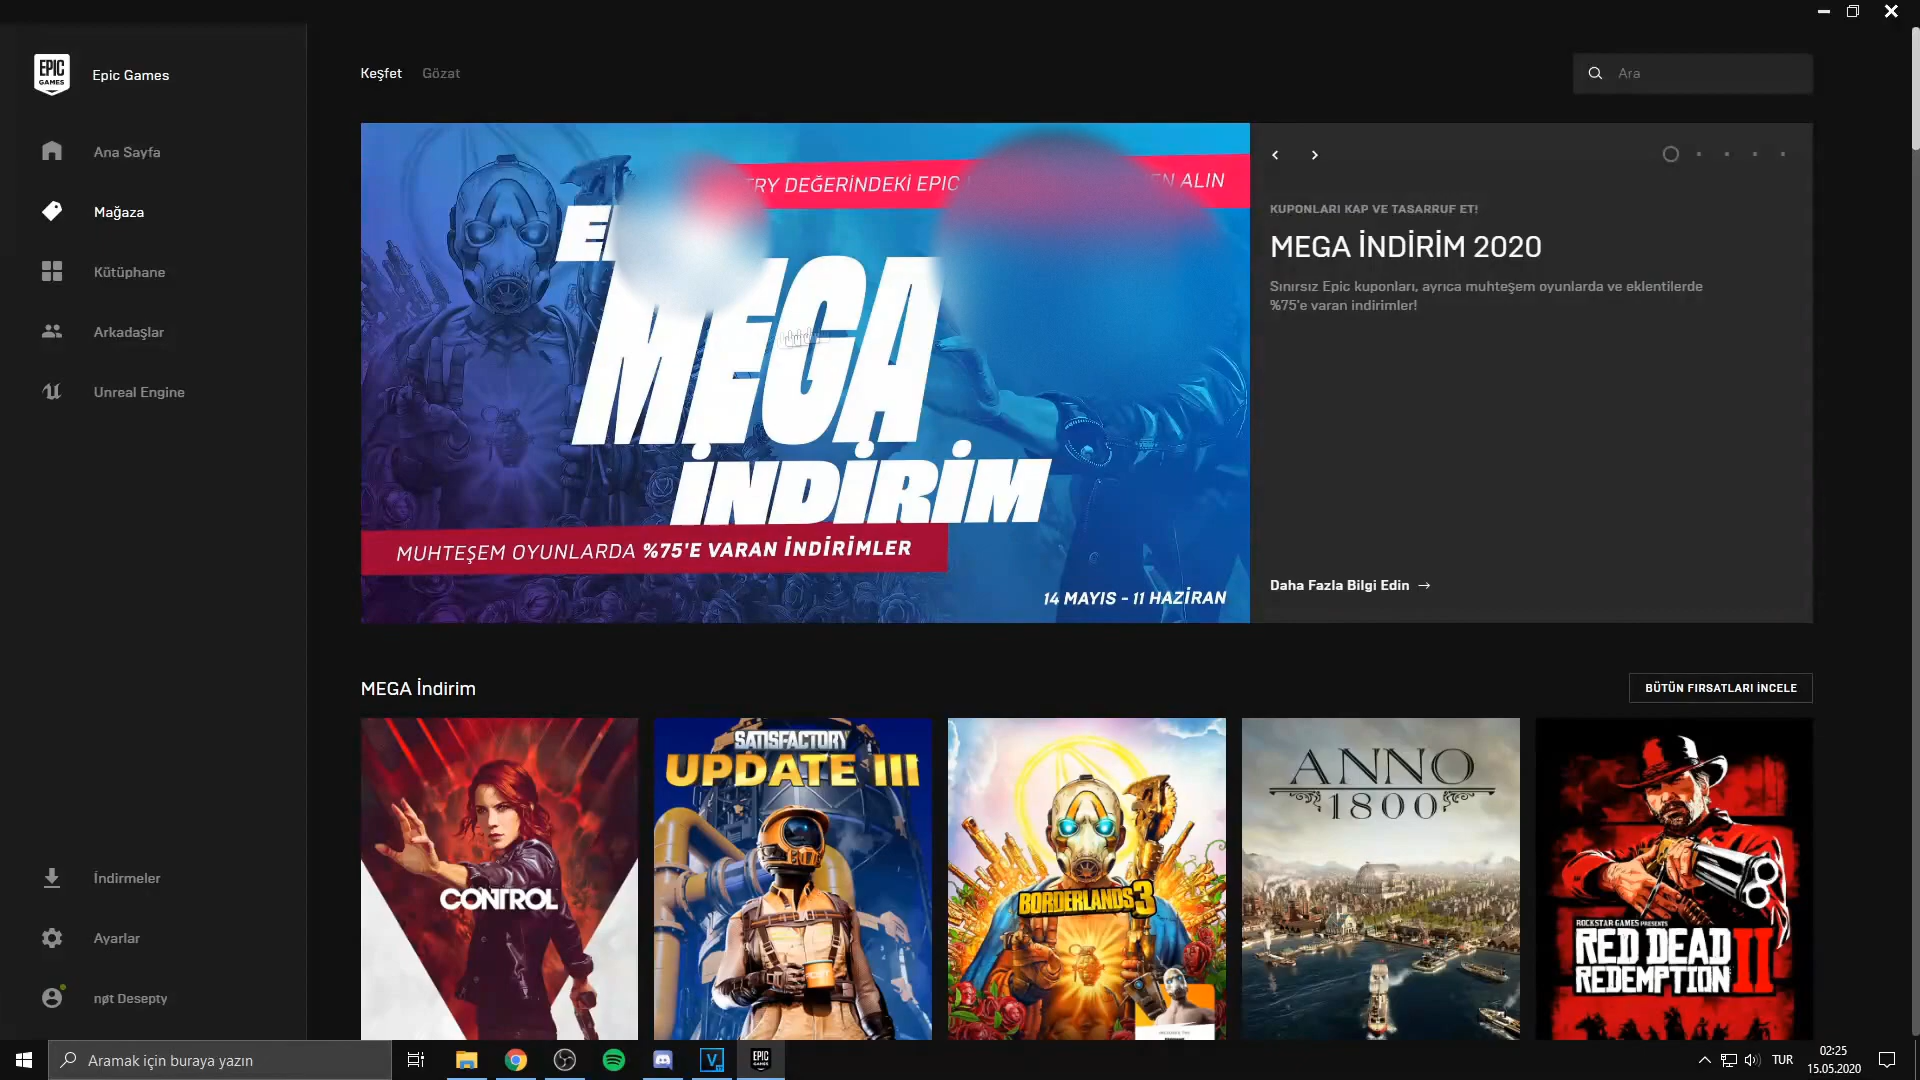 EPIC GAMES
Epic Games
Ana Sayfa
Mağaza
Kütüphane
Arkadaşlar
Unreal Engine
İndirmeler
Ayarlar
nøt Desepty
Keşfet Gözat
Ara
TRY DEĞERİNDEKİ EPIC ALIN
MEGA
İNDİRİM
MUHTEŞEM OYUNLARDA %75'E VARAN İNDİRİMLER
14 MAYIS - 11 HAZİRAN
KUPONLARI KAP VE TASARRUF ET!
MEGA İNDİRİM 2020
Sınırsız Epic kuponları, ayrıca muhteşem oyunlarda ve eklentilerde
%75'e varan indirimler!
Daha Fazla Bilgi Edin →
MEGA İndirim
BÜTÜN FIRSATLARI İNCELE
CONTROL
SATISFACTORY
UPDATE III
BORDERLANDS 3
ANNO
1800
ROCKSTAR GAMES PRESENTS
RED DEAD
REDEMPTION II
Aramak için buraya yazın
EPIC GAMES
TUR
02:25
15.05.2020